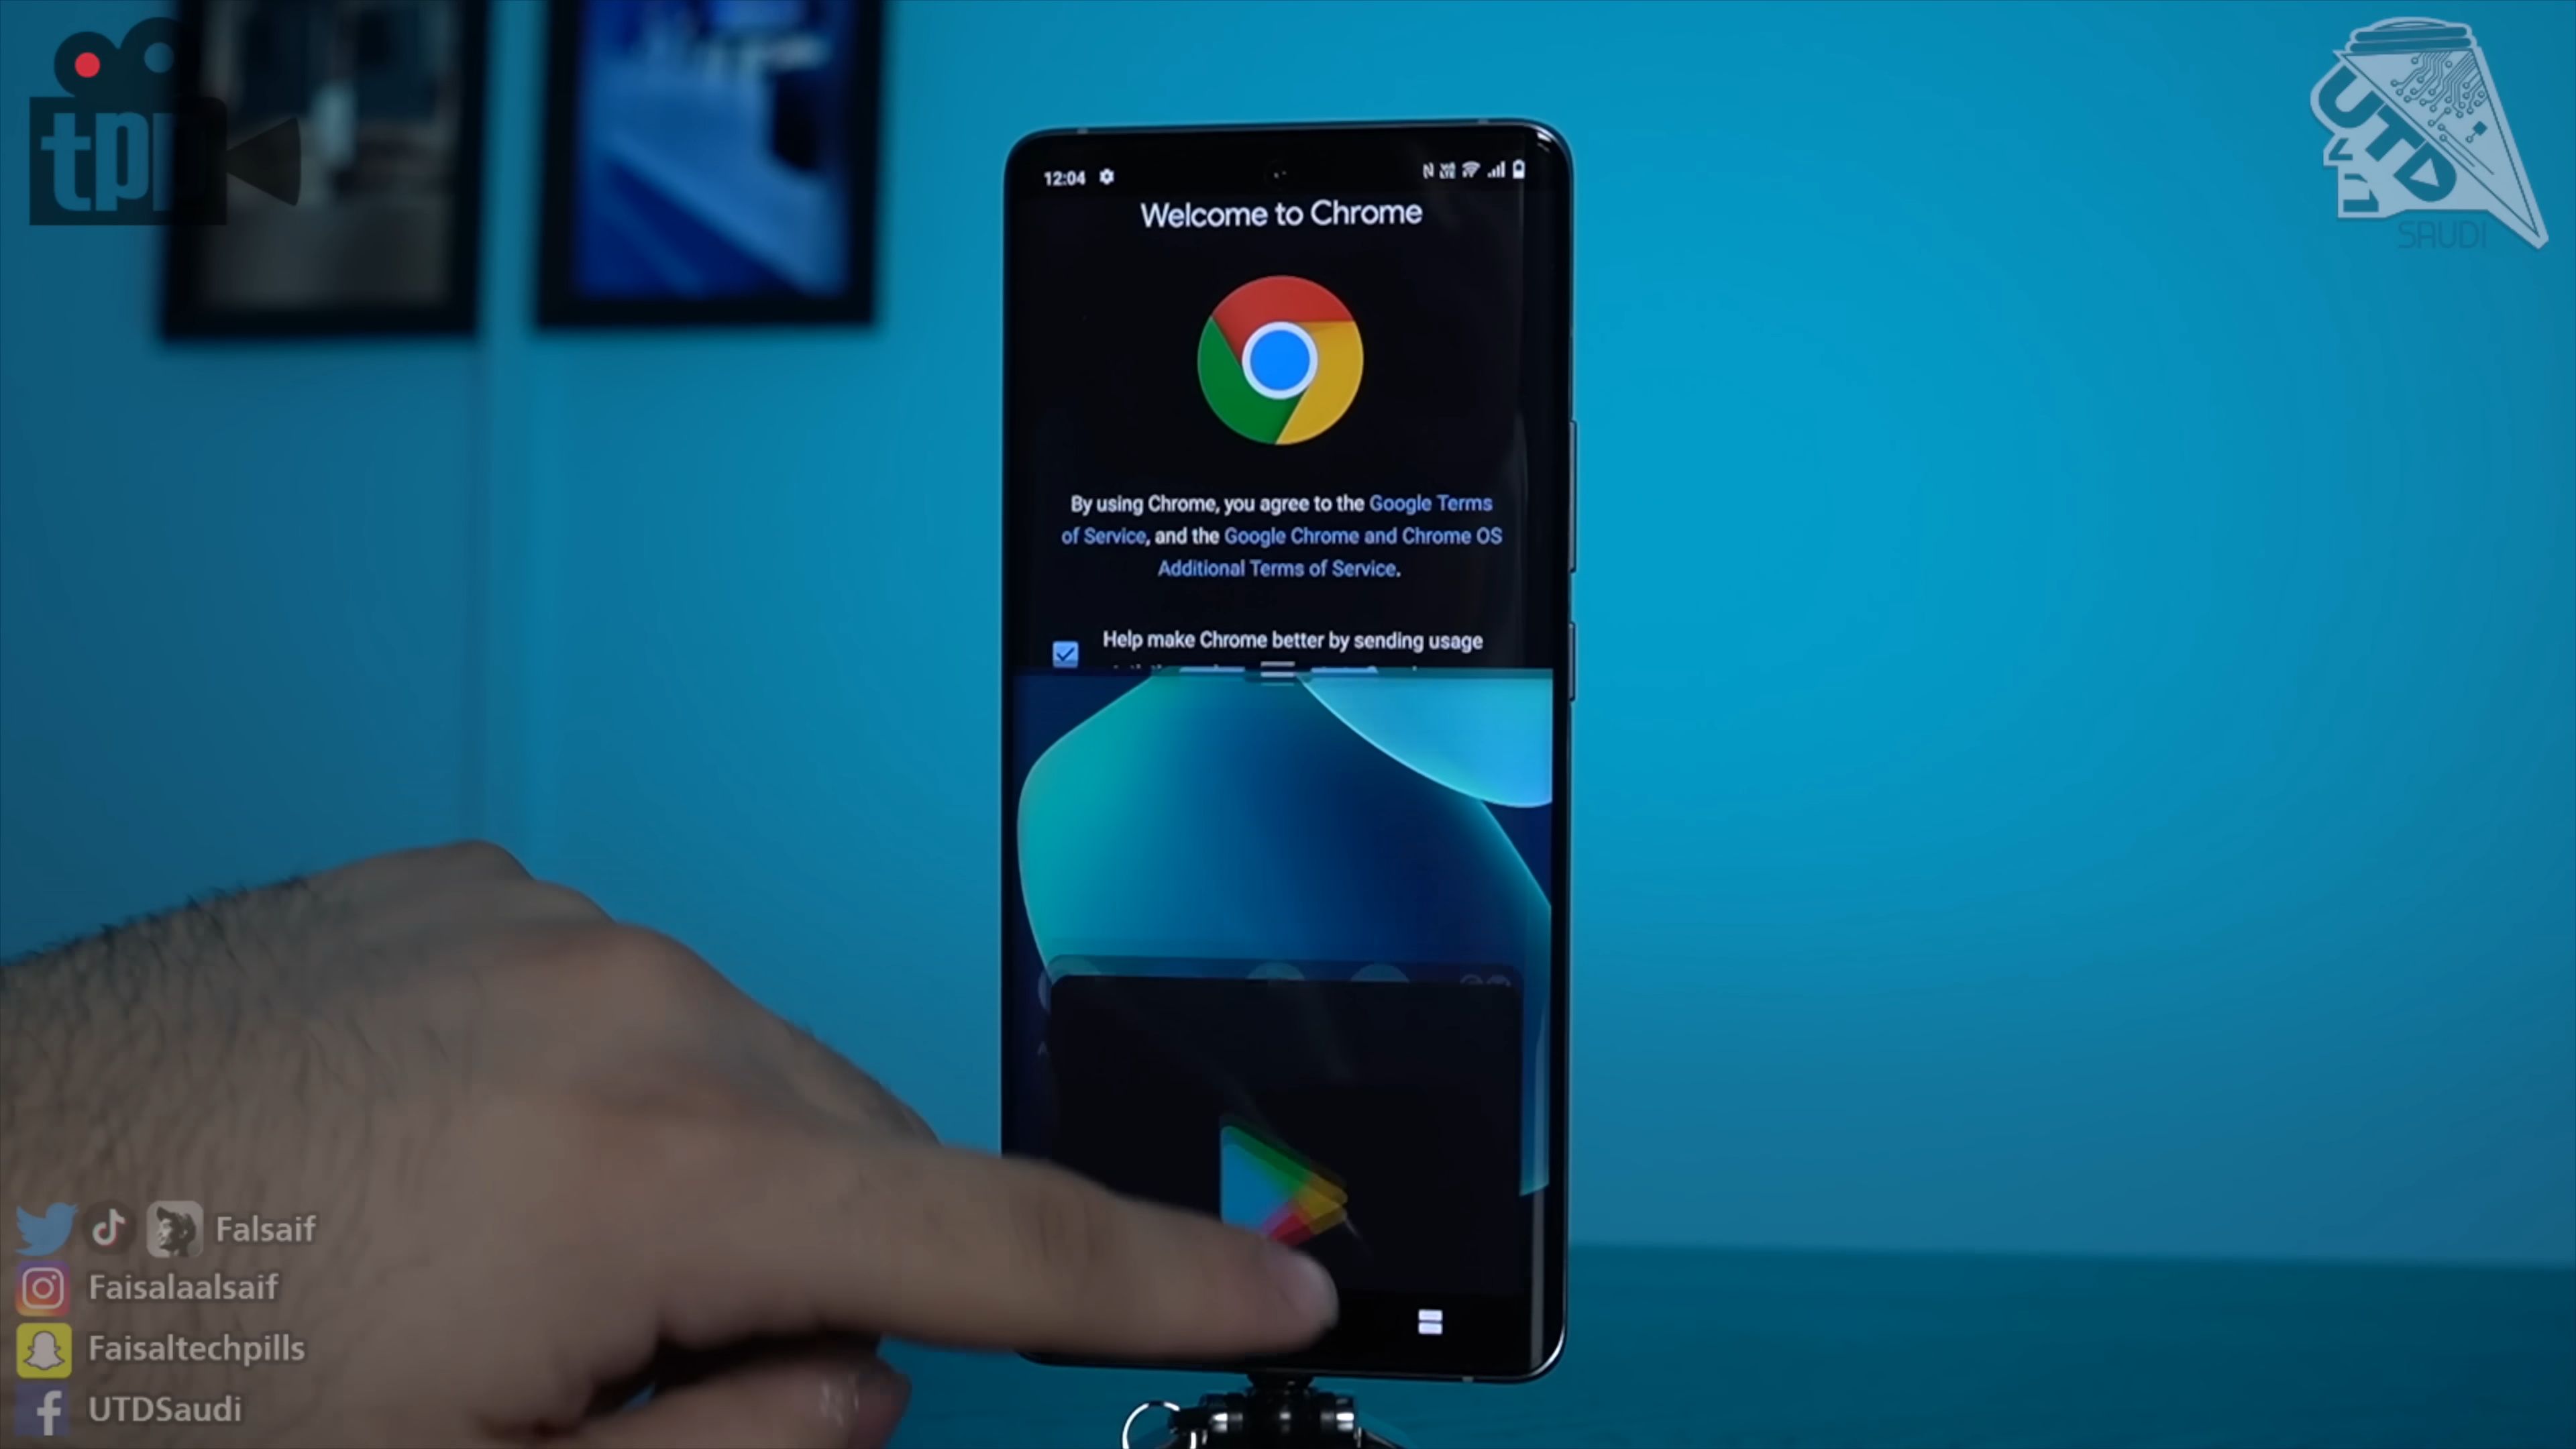 tpp
UTD
SAUDI
12:04
Welcome to Chrome
By using Chrome, you agree to the Google Terms
of Service, and the Google Chrome and Chrome OS
Additional Terms of Service.
Help make Chrome better by sending usage
Falsaif
Faisalaalsaif
Faisaltechpills
UTDSaudi